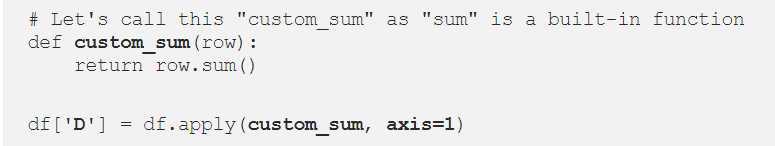 # Let's call this "custom_sum" as "sum" is a built-in function
def custom_sum(row):
    return row.sum()
df['D'] = df.apply(custom_sum, axis=1)